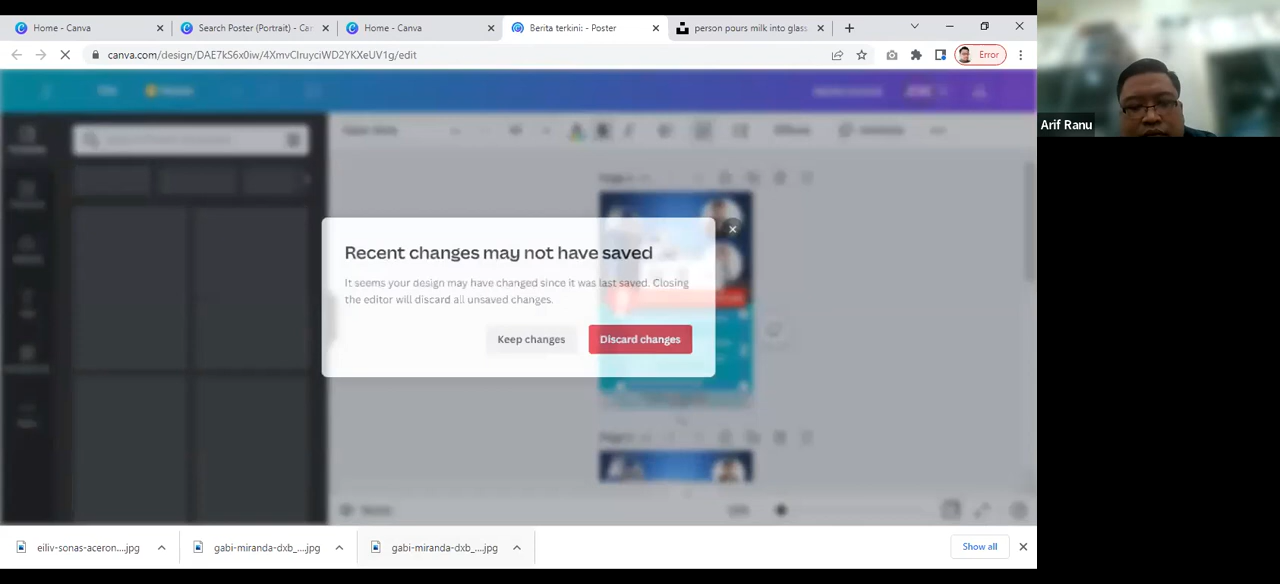 Home - Canva
Search Poster (Portrait) - Ca
Home - Canva
Berita terkini: - Poster
person pours milk into glass
canva.com/design/DAE7kS6x0iw/4XmvCIruyciWD2YKXeUV1g/edit
Error
Arif Ranu
Recent changes may not have saved
It seems your design may have changed since it was last saved. Closing
the editor will discard all unsaved changes.
Keep changes
Discard changes
eiliv-sonas-aceron....jpg
gabi-miranda-dxb_....jpg
gabi-miranda-dxb_....jpg
Show all